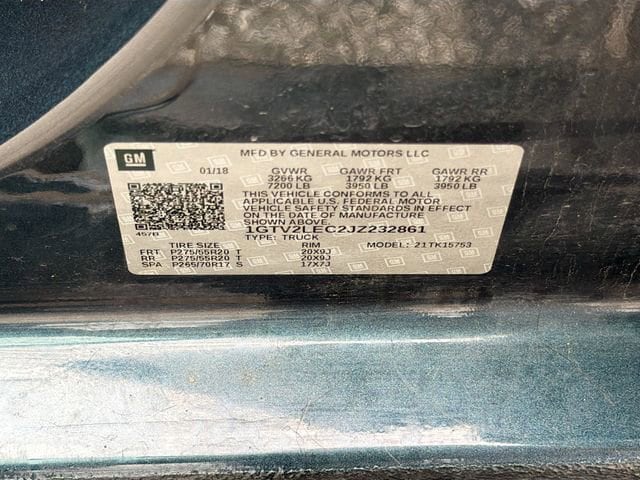 GM
MFD BY GENERAL MOTORS LLC
01/18 GVWR GAWR FRT GAWR RR
3266 KG 1792 KG 1792 KG
7200 LB 3950 LB 3950 LB
THIS VEHICLE CONFORMS TO ALL
APPLICABLE U.S. FEDERAL MOTOR
VEHICLE SAFETY STANDARDS IN EFFECT
ON THE DATE OF MANUFACTURE SHOWN ABOVE.
457B 1GTV2LEC2JZ232861
TYPE: TRUCK MODEL: 21TK15753
TIRE SIZE RIM
FRT P275/55R20 20X9J
RR P275/55R20 T 20X9J
SPA P265/70R17 S 17X7J